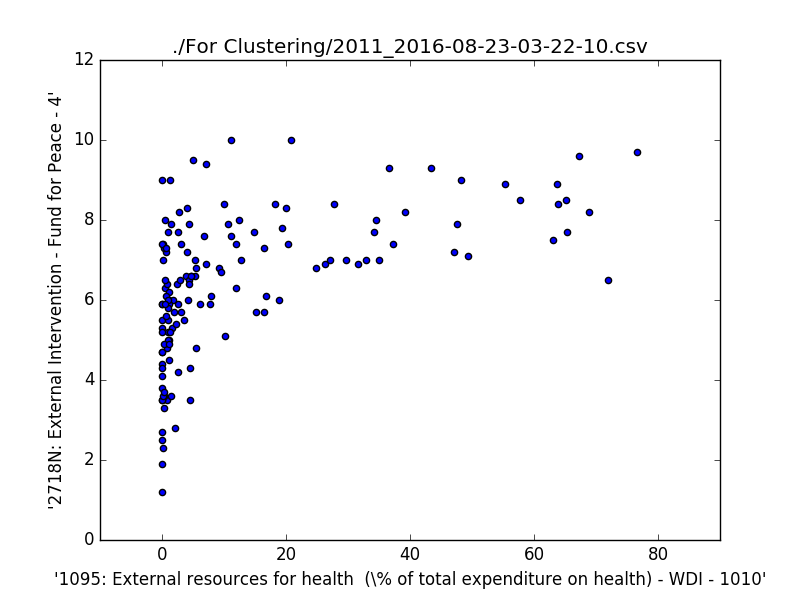 ./For Clustering/2011_2016-08-23-03-22-10.csv
12
10
8
6
4
2
0
'2718N: External Intervention - Fund for Peace - 4'
0 20 40 60 80
'1095: External resources for health  (\% of total expenditure on health) - WDI - 1010'